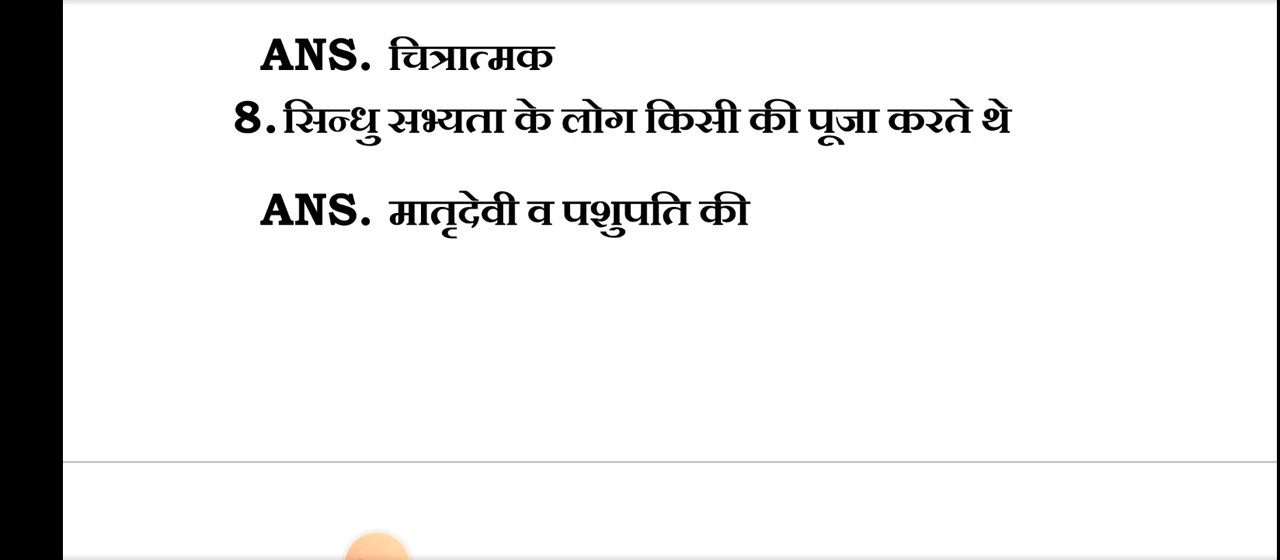 ANS. चित्रात्मक
8. सिन्धु सभ्यता के लोग किसी की पूजा करते थे
ANS. मातृदेवी व पशुपति की